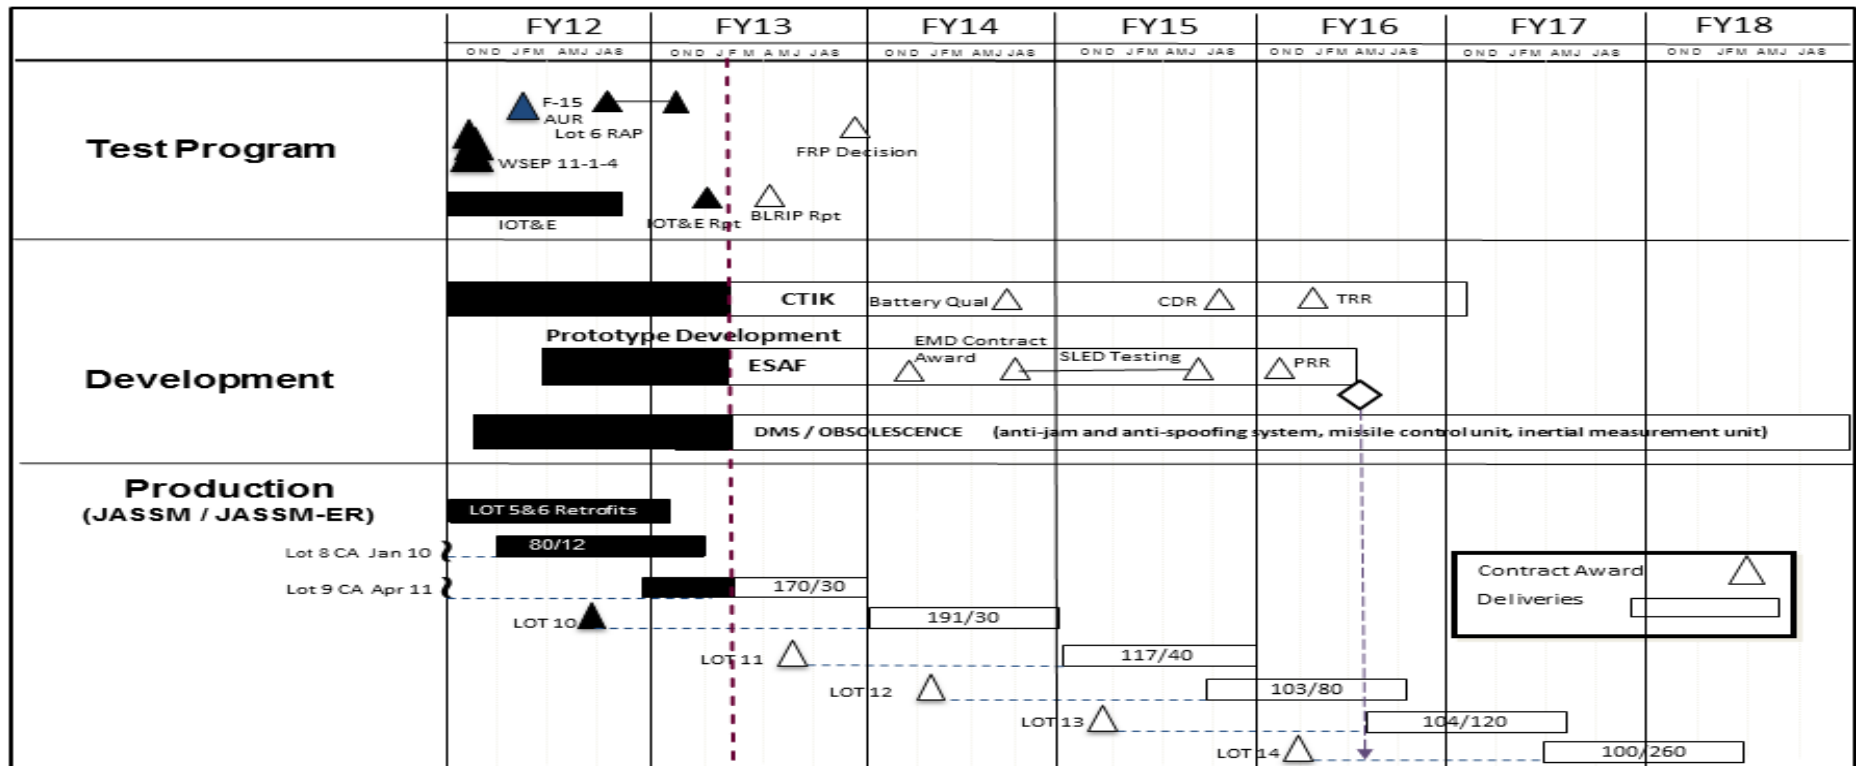 FY12 FY13 FY14 FY15 FY16 FY17 FY18
OND JFM AMJ JAS OND JFM AMJ JAS OND JFM AMJ JAS OND JFM AMJ JAS OND JFM AMJ JAS OND JFM AMJ JAS OND JFM AMJ JAS
Test Program
F-15
AUR
Lot 6 RAP
WSEP 11-1-4
FRP Decision
IOT&E
IOT&E Rpt
BLRIP Rpt
Development
CTIK
Battery Qual
CDR
TRR
Prototype Development
ESAF
EMD Contract
Award
SLED Testing
PRR
DMS / OBSOLESCENCE (anti-jam and anti-spoofing system, missile control unit, inertial measurement unit)
Production
(JASSM / JASSM-ER)
LOT 5&6 Retrofits
Lot 8 CA Jan 10
80/12
Lot 9 CA Apr 11
170/30
LOT 10
191/30
LOT 11
117/40
LOT 12
103/80
LOT 13
104/120
LOT 14
100/260
Contract Award
Deliveries